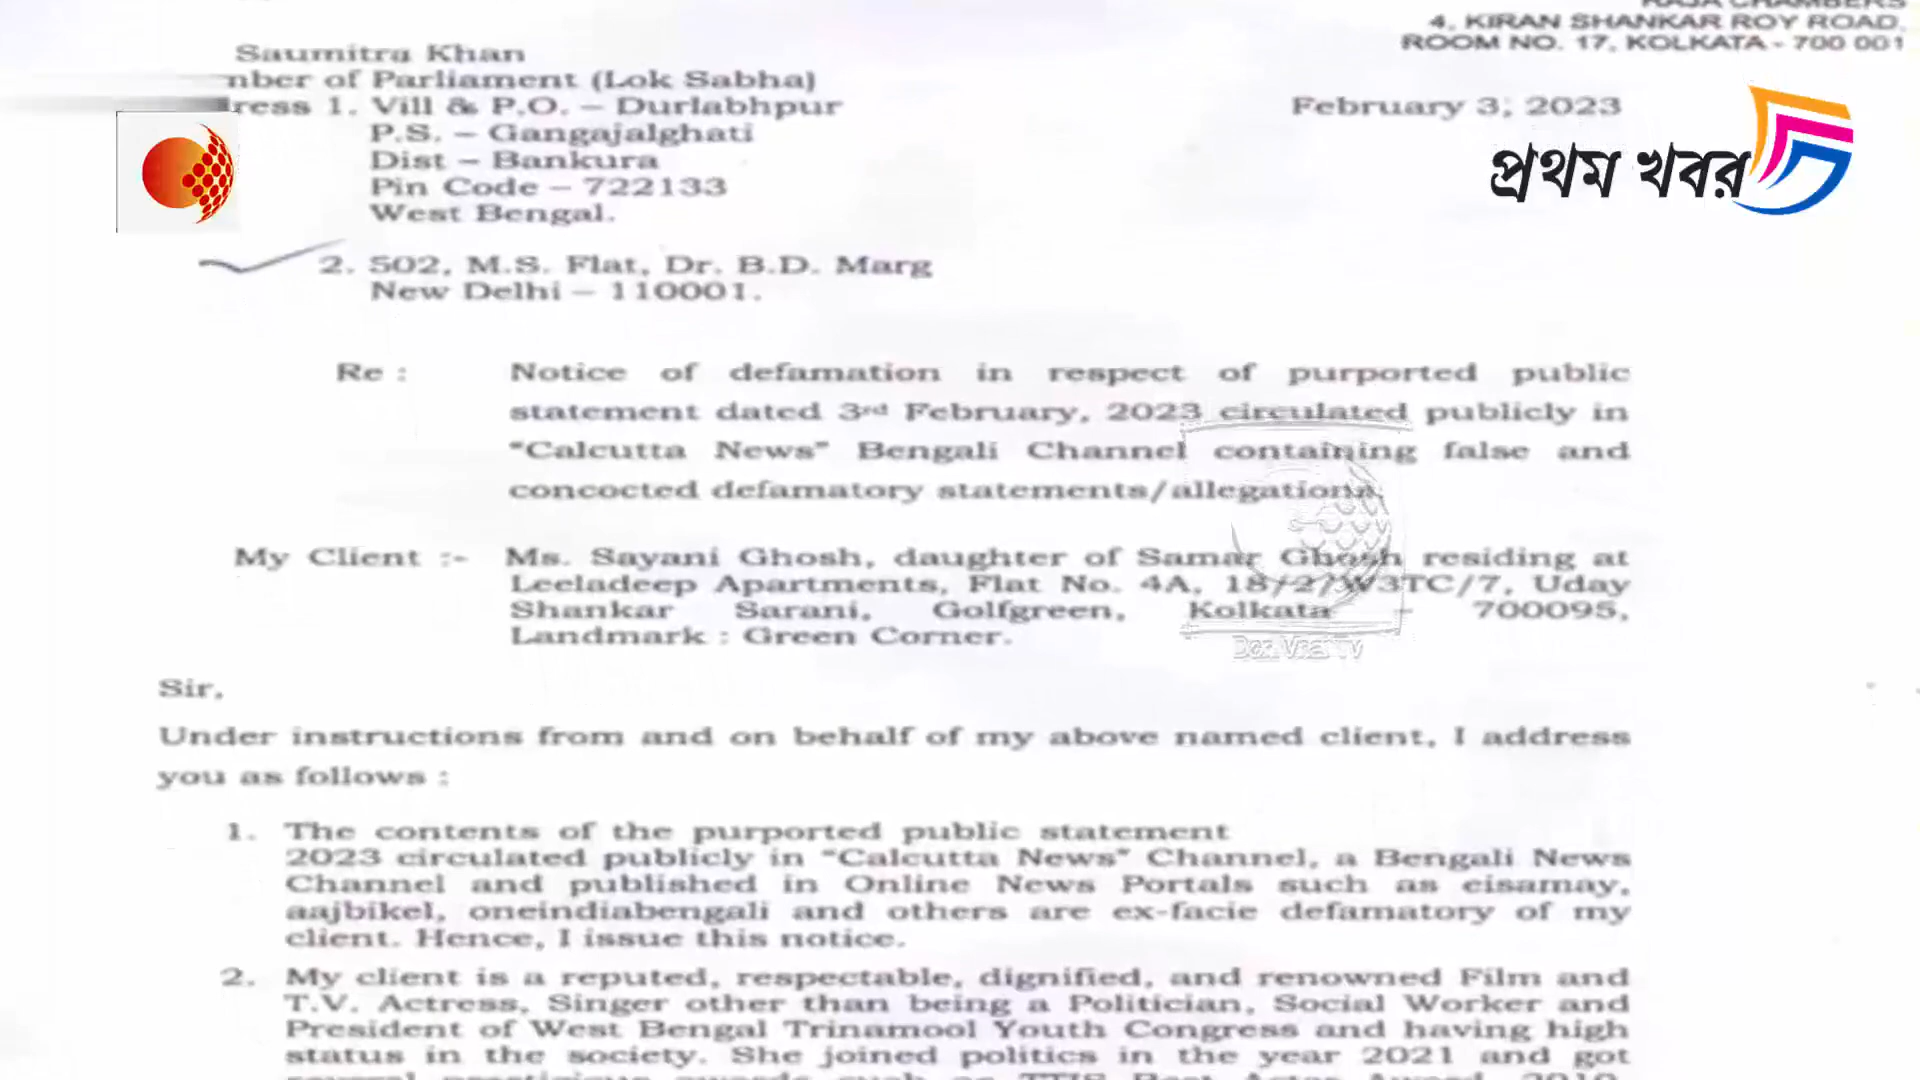 RAJA CHAMBERS
4, KIRAN SHANKAR ROY ROAD,
ROOM NO. 17, KOLKATA - 700 001
Saumitra Khan
mber of Parliament (Lok Sabha)
ress 1. Vill & P.O. – Durlabhpur
February 3, 2023
P.S. – Gangajalghati
Dist – Bankura
Pin Code – 722133
West Bengal.
প্রথম খবর
2. 502, M.S. Flat, Dr. B.D. Marg
New Delhi – 110001.
Re : Notice of defamation in respect of purported public
statement dated 3rd February, 2023 circulated publicly in
"Calcutta News" Bengali Channel containing false and
concocted defamatory statements/allegations.
My Client :- Ms. Sayani Ghosh, daughter of Samar Ghosh residing at
Leeladeep Apartments, Flat No. 4A, 18/2/W3TC/7, Uday
Shankar Sarani, Golfgreen, Kolkata - 700095,
Landmark : Green Corner.
Sir,
Under instructions from and on behalf of my above named client, I address
you as follows :
1. The contents of the purported public statement
2023 circulated publicly in "Calcutta News" Channel, a Bengali News
Channel and published in Online News Portals such as eisamay,
aajbikel, oneindiabengali and others are ex-facie defamatory of my
client. Hence, I issue this notice.
2. My client is a reputed, respectable, dignified, and renowned Film and
T.V. Actress, Singer other than being a Politician, Social Worker and
President of West Bengal Trinamool Youth Congress and having high
status in the society. She joined politics in the year 2021 and got